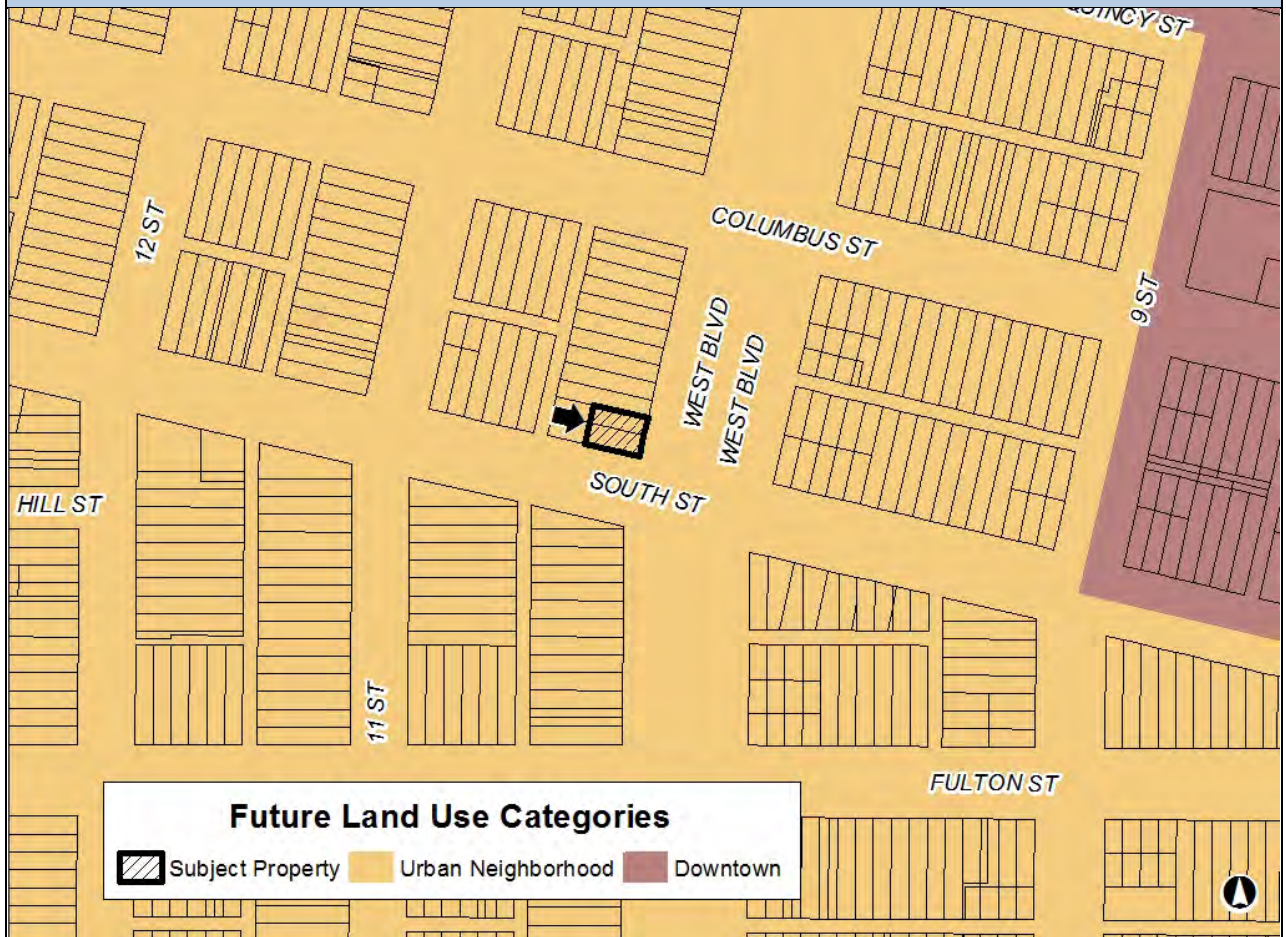 QUINCY ST
12 ST
COLUMBUS ST
9 ST
WEST BLVD
WEST BLVD
HILL ST
SOUTH ST
11 ST
FULTON ST
Future Land Use Categories
Subject Property Urban Neighborhood Downtown